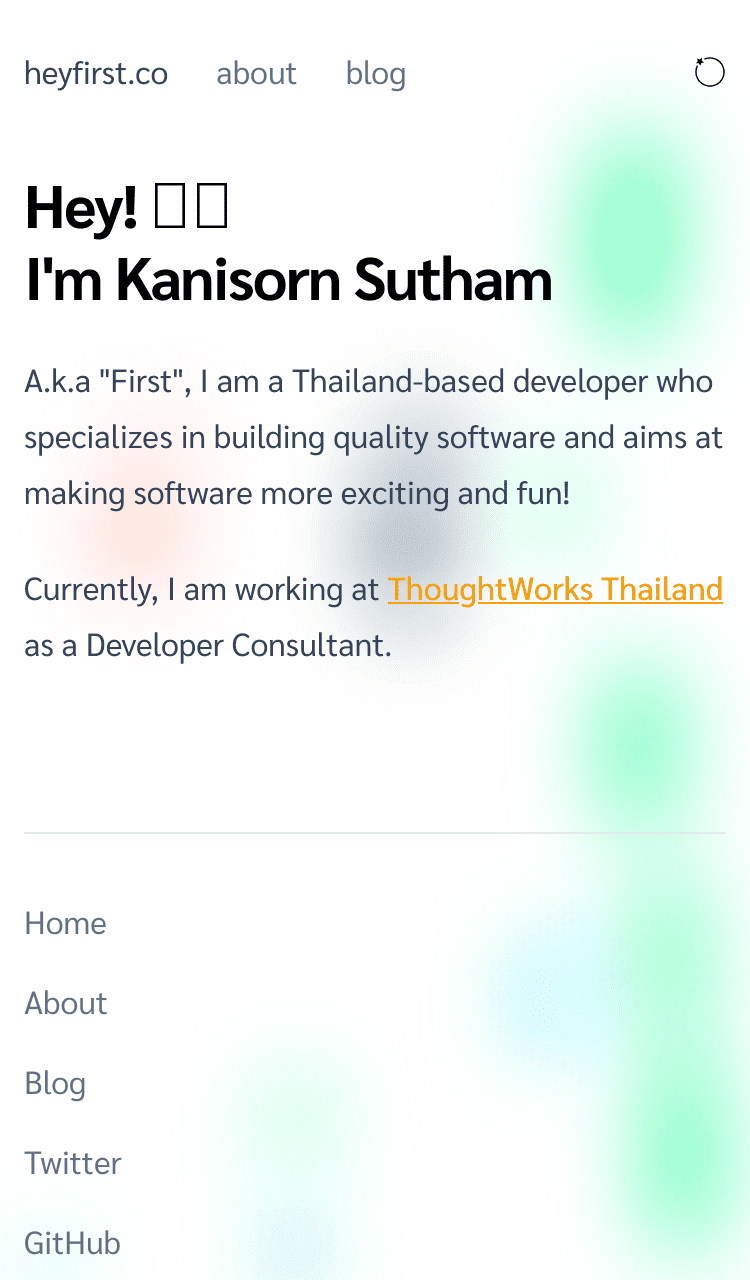 heyfirst.co about blog
Hey!
I'm Kanisorn Sutham
A.k.a "First", I am a Thailand-based developer who
specializes in building quality software and aims at
making software more exciting and fun!
Currently, I am working at ThoughtWorks Thailand
as a Developer Consultant.
Home
About
Blog
Twitter
GitHub